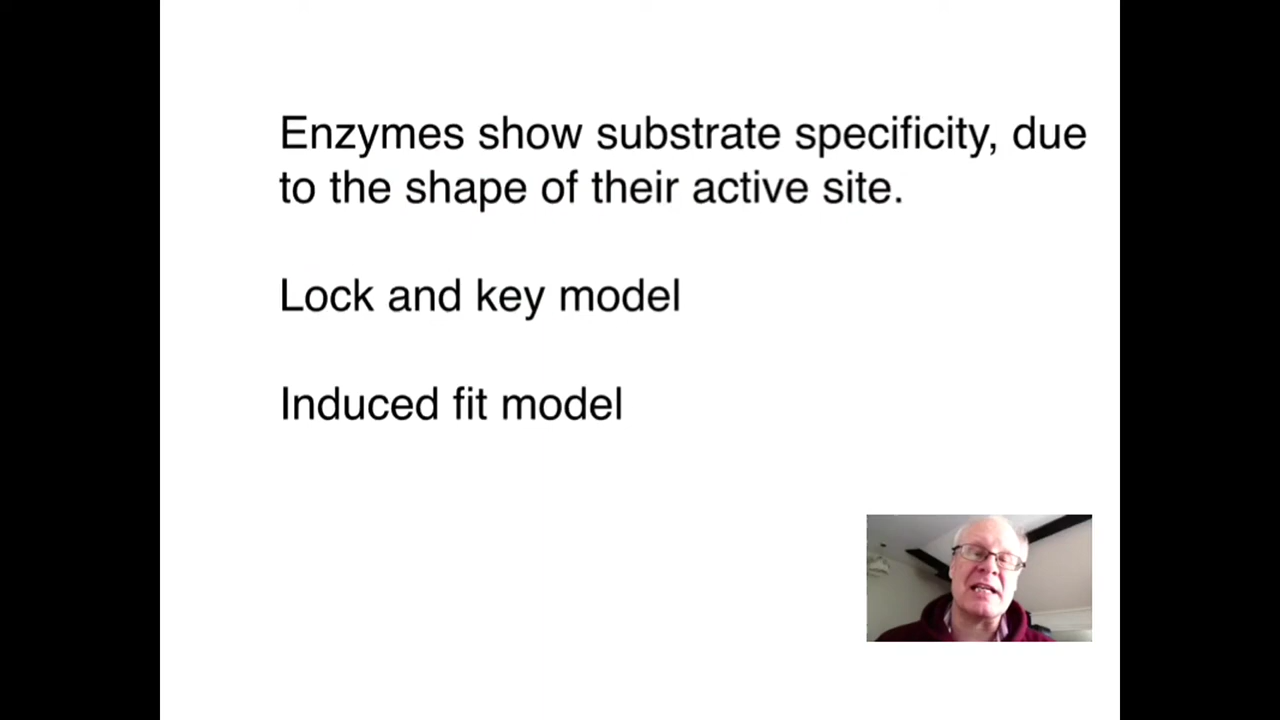 Enzymes show substrate specificity, due
to the shape of their active site.
Lock and key model
Induced fit model